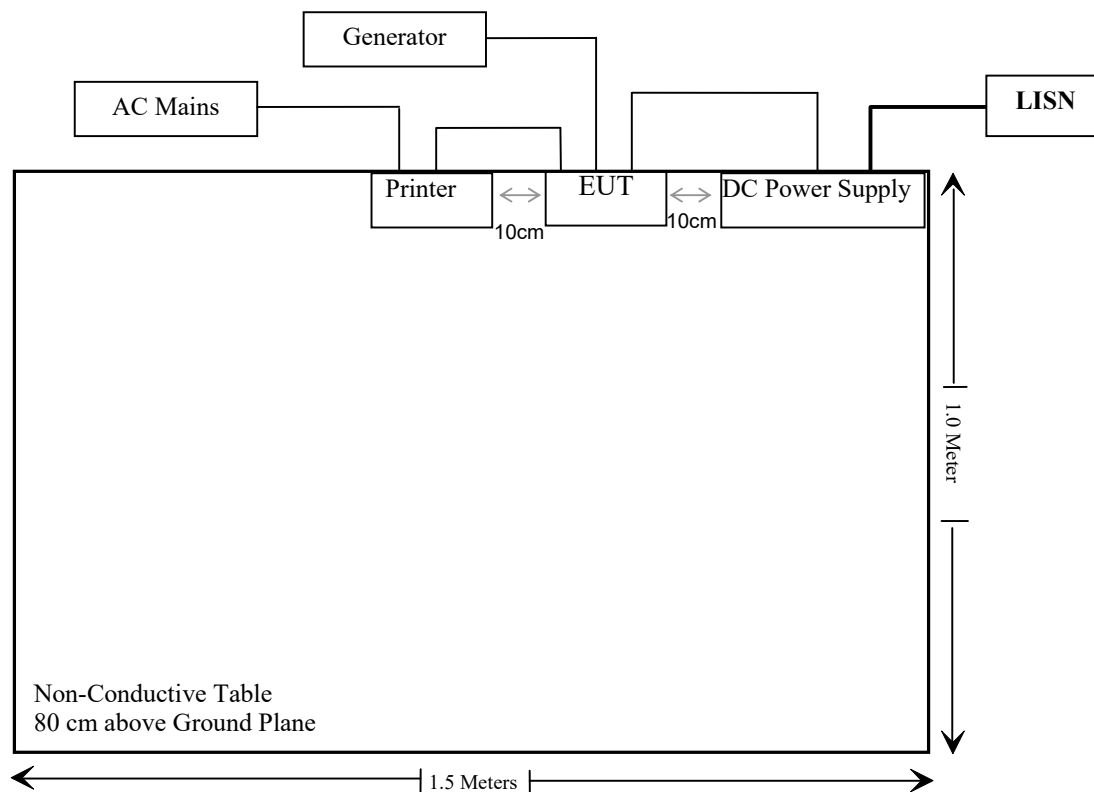 Generator
AC Mains
LISN
Printer
EUT
DC Power Supply
10cm
10cm
1.0 Meter
Non-Conductive Table
80 cm above Ground Plane
1.5 Meters